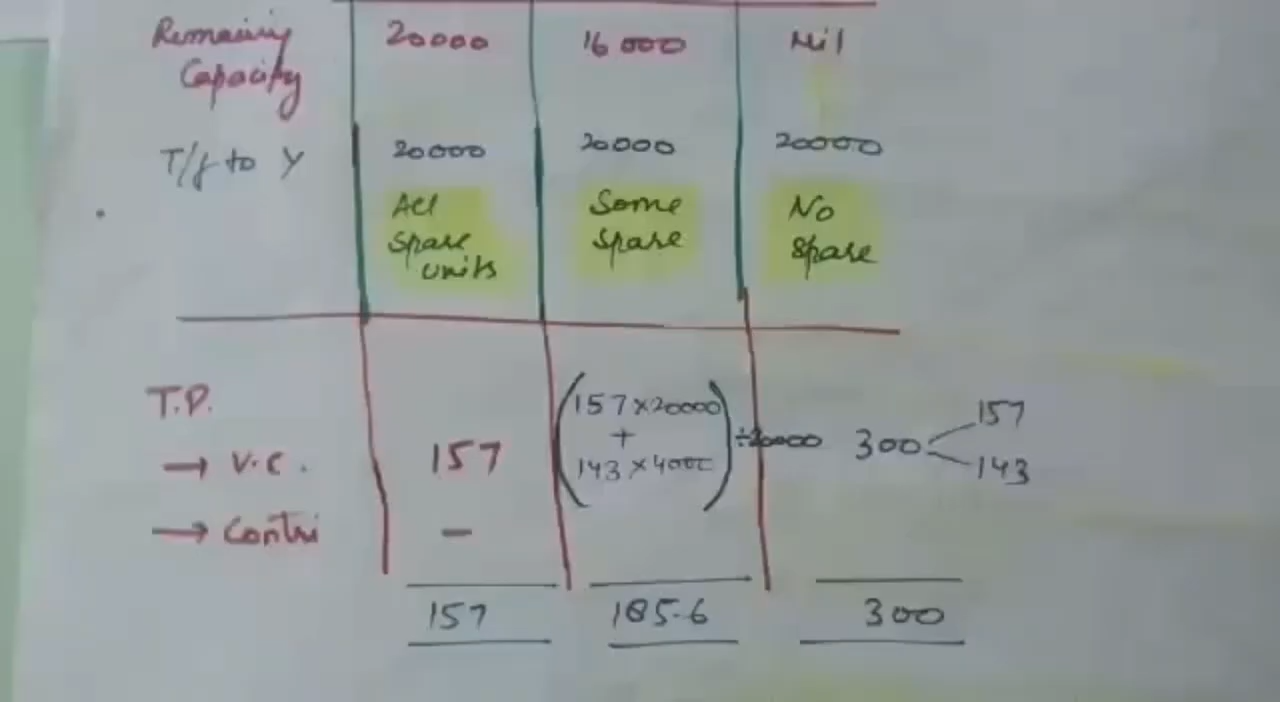 Remaining 20000 16000 Nil
Capacity
T/f to Y 20000 20000 20000
All Some No
spare spare spare
units
T.P. (157×20000 157
→ V.C. 157 + ) ÷20000 300
143×4000 143
→ Contri —
157 185.6 300